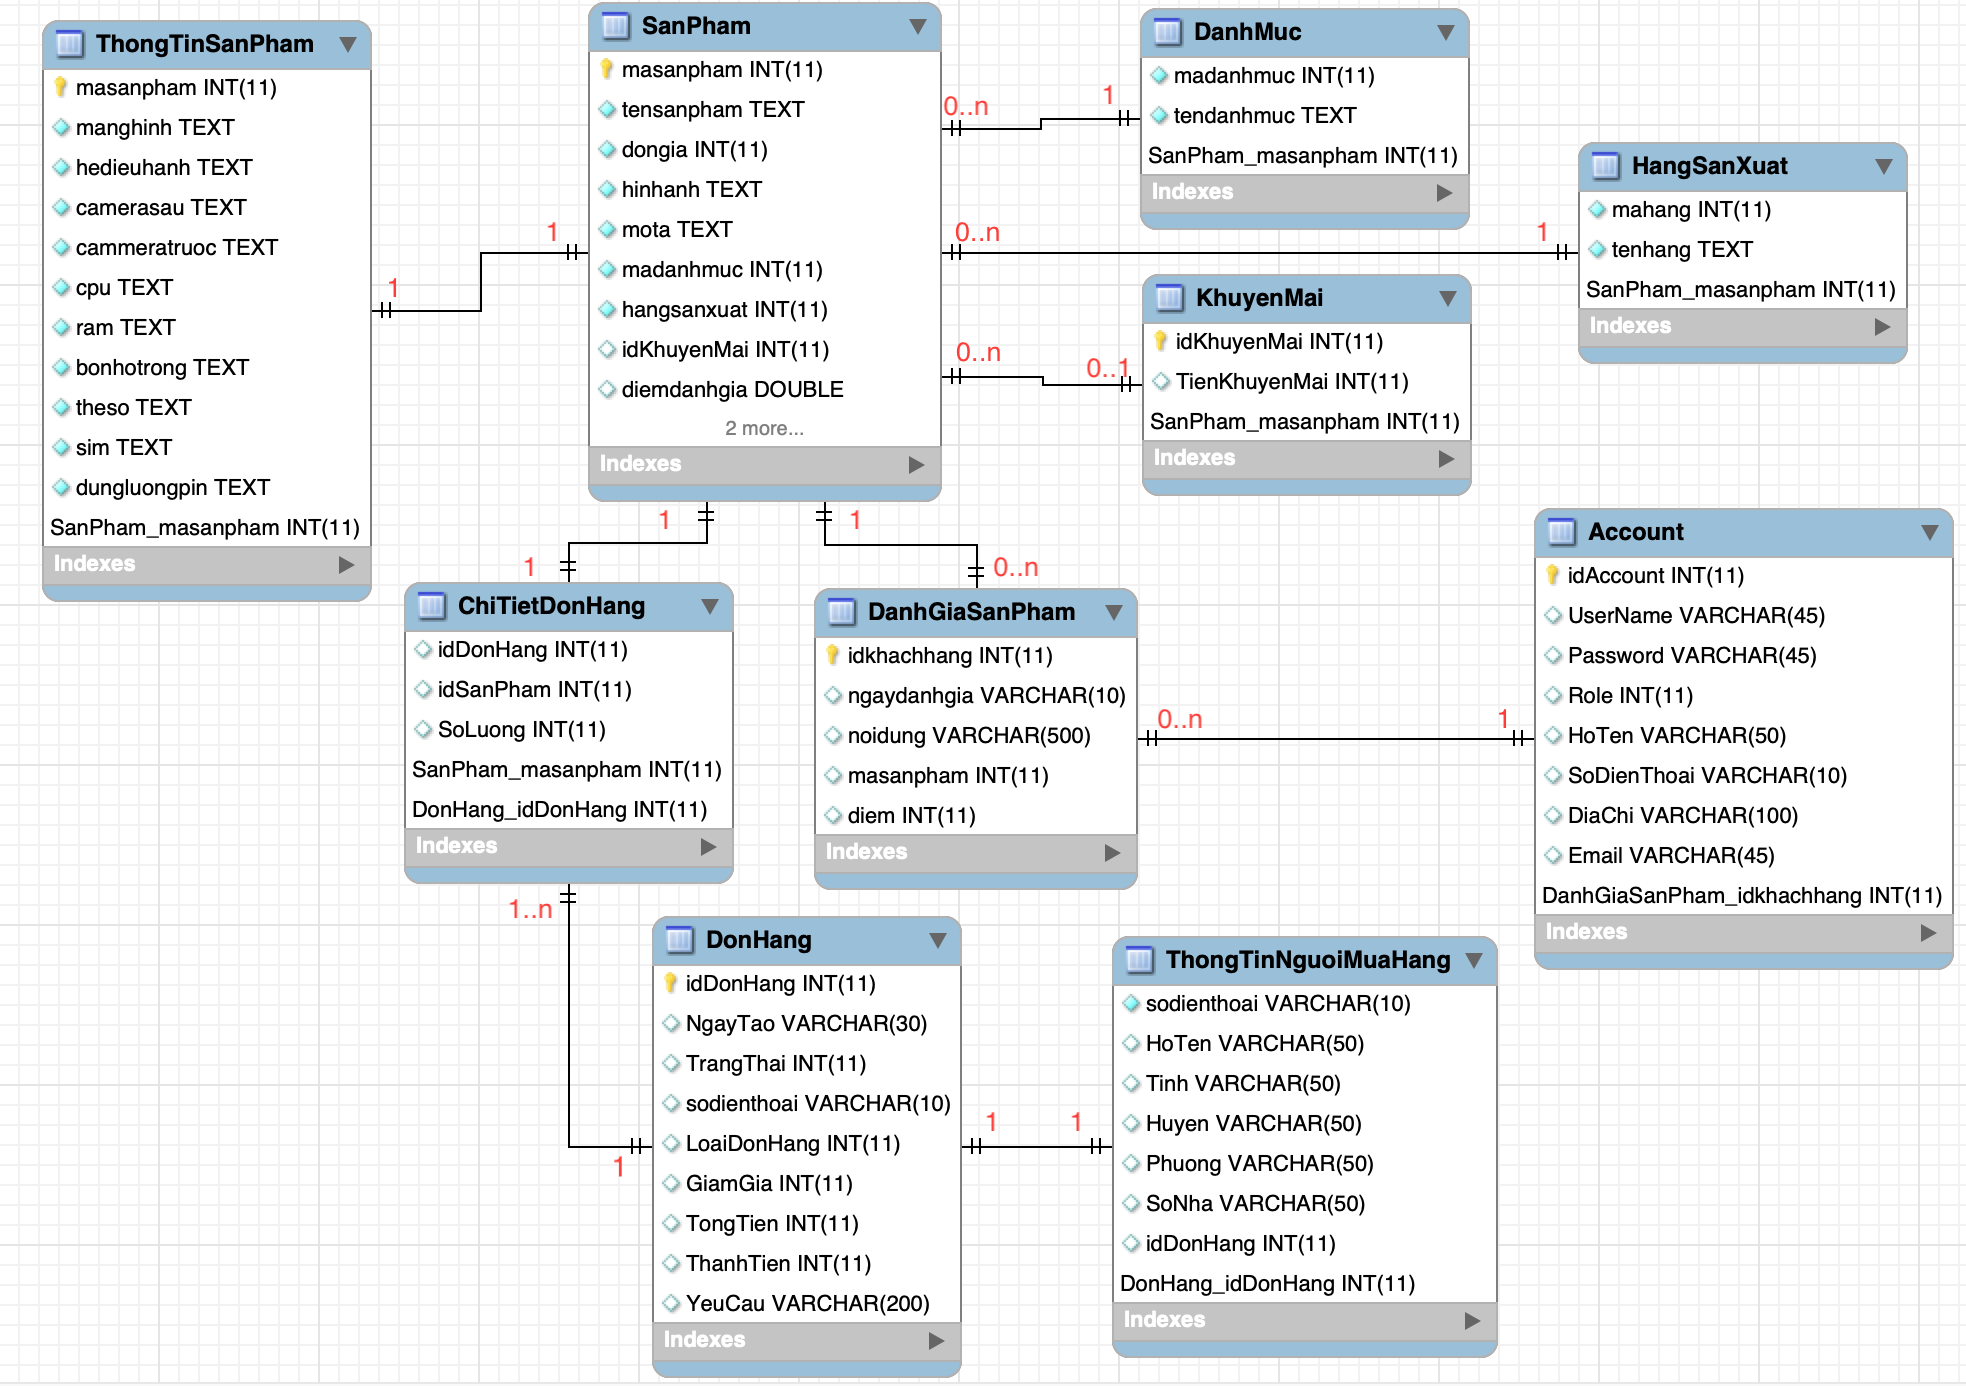 ThongTinSanPham
masanpham INT(11)
manghinh TEXT
hedieuhanh TEXT
camerasau TEXT
cammeratruoc TEXT
cpu TEXT
ram TEXT
bonhotrong TEXT
theso TEXT
sim TEXT
dungluongpin TEXT
SanPham_masanpham INT(11)
Indexes
1
1
SanPham
masanpham INT(11)
tensanpham TEXT
dongia INT(11)
hinhanh TEXT
mota TEXT
madanhmuc INT(11)
hangsanxuat INT(11)
idKhuyenMai INT(11)
diemdanhgia DOUBLE
2 more...
Indexes
0..n
1
DanhMuc
madanhmuc INT(11)
tendanhmuc TEXT
SanPham_masanpham INT(11)
Indexes
0..n
1
HangSanXuat
mahang INT(11)
tenhang TEXT
SanPham_masanpham INT(11)
Indexes
0..n
0..1
KhuyenMai
idKhuyenMai INT(11)
TienKhuyenMai INT(11)
SanPham_masanpham INT(11)
Indexes
1
1
1
0..n
ChiTietDonHang
idDonHang INT(11)
idSanPham INT(11)
SoLuong INT(11)
SanPham_masanpham INT(11)
DonHang_idDonHang INT(11)
Indexes
DanhGiaSanPham
idkhachhang INT(11)
ngaydanhgia VARCHAR(10)
noidung VARCHAR(500)
masanpham INT(11)
diem INT(11)
Indexes
0..n
1
Account
idAccount INT(11)
UserName VARCHAR(45)
Password VARCHAR(45)
Role INT(11)
HoTen VARCHAR(50)
SoDienThoai VARCHAR(10)
DiaChi VARCHAR(100)
Email VARCHAR(45)
DanhGiaSanPham_idkhachhang INT(11)
Indexes
1..n
1
DonHang
idDonHang INT(11)
NgayTao VARCHAR(30)
TrangThai INT(11)
sodienthoai VARCHAR(10)
LoaiDonHang INT(11)
GiamGia INT(11)
TongTien INT(11)
ThanhTien INT(11)
YeuCau VARCHAR(200)
Indexes
1
1
ThongTinNguoiMuaHang
sodienthoai VARCHAR(10)
HoTen VARCHAR(50)
Tinh VARCHAR(50)
Huyen VARCHAR(50)
Phuong VARCHAR(50)
SoNha VARCHAR(50)
idDonHang INT(11)
DonHang_idDonHang INT(11)
Indexes